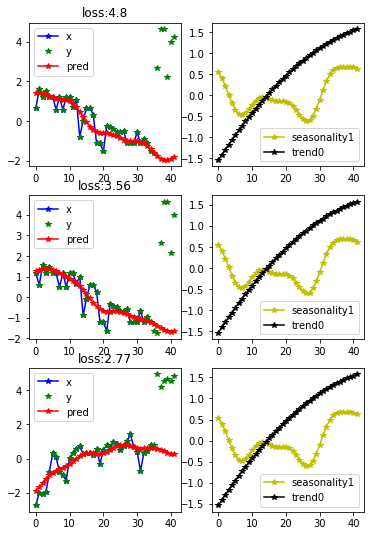 loss:4.8
x
y
pred
4
2
0
−2
0 10 20 30 40
1.5
1.0
0.5
0.0
−0.5
−1.0
−1.5
seasonality1
trend0
0 10 20 30 40
loss:3.56
x
y
pred
5
4
3
2
1
0
−1
−2
0 10 20 30 40
1.5
1.0
0.5
0.0
−0.5
−1.0
−1.5
seasonality1
trend0
0 10 20 30 40
loss:2.77
x
y
pred
4
2
0
−2
0 10 20 30 40
1.5
1.0
0.5
0.0
−0.5
−1.0
−1.5
seasonality1
trend0
0 10 20 30 40